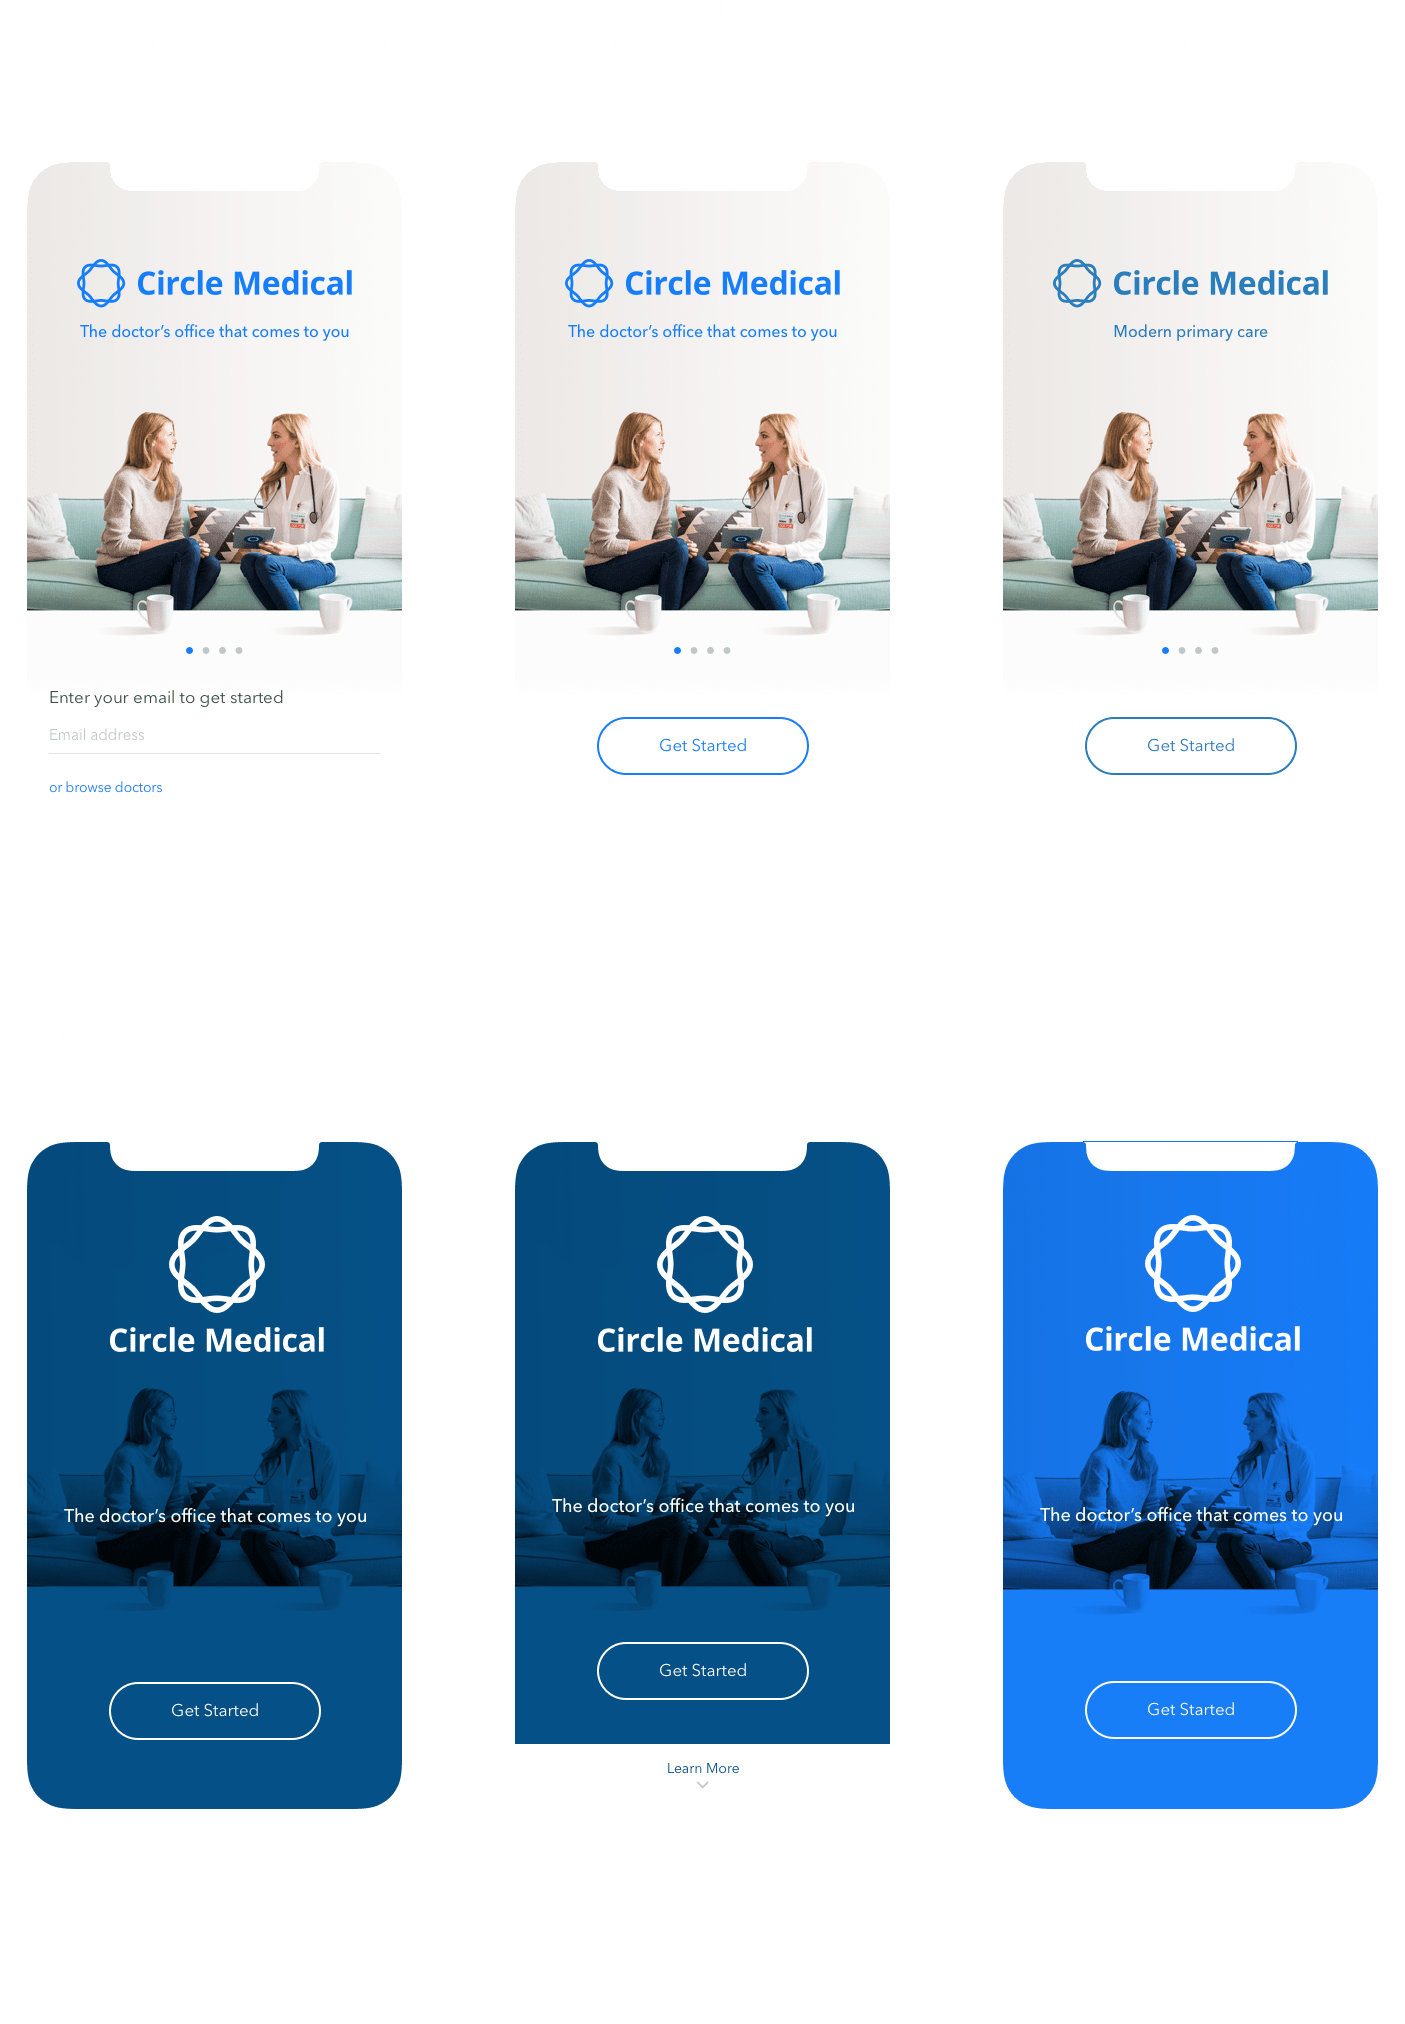 Circle Medical
The doctor’s office that comes to you
Enter your email to get started
Email address
or browse doctors
Circle Medical
The doctor’s office that comes to you
Get Started
Circle Medical
Modern primary care
Get Started
Circle Medical
The doctor’s office that comes to you
Get Started
Circle Medical
The doctor’s office that comes to you
Get Started
Learn More
Circle Medical
The doctor’s office that comes to you
Get Started